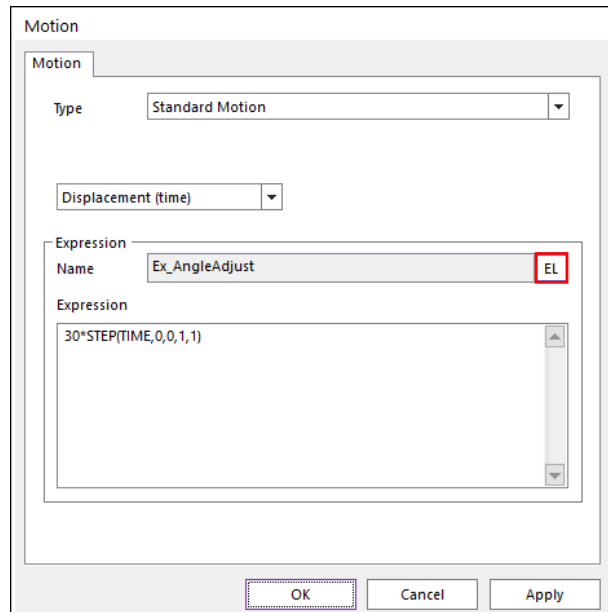 Motion
Motion
Type Standard Motion
Displacement (time)
Expression
Name Ex_AngleAdjust EL
Expression
30*STEP(TIME,0,0,1,1)
OK Cancel Apply